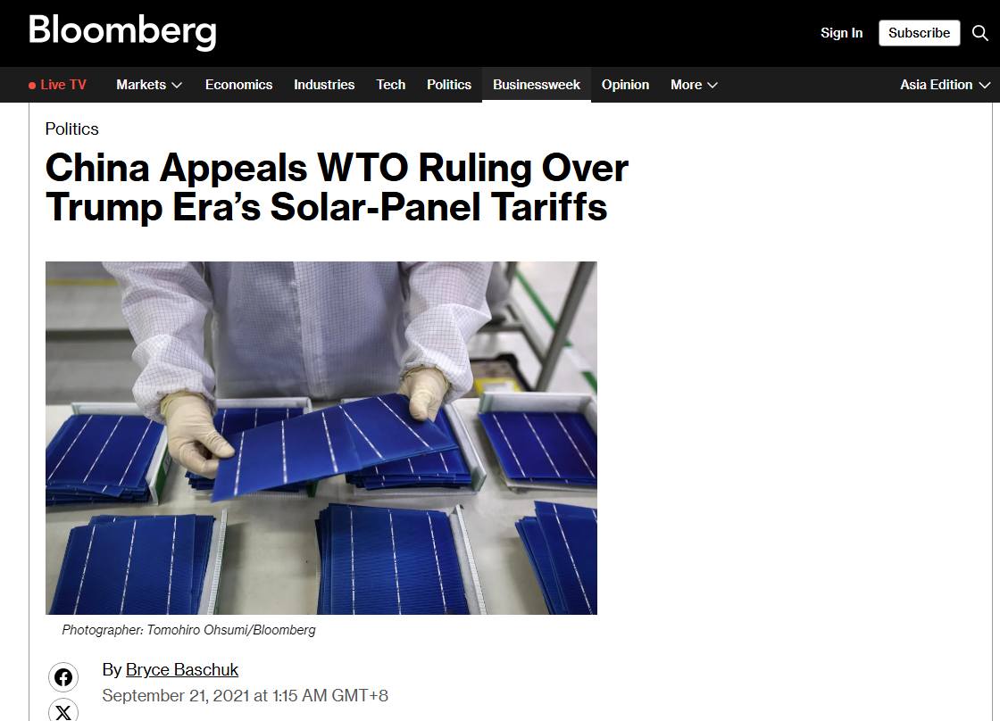 Bloomberg
Sign In
Subscribe
Live TV
Markets
Economics
Industries
Tech
Politics
Businessweek
Opinion
More
Asia Edition
Politics
China Appeals WTO Ruling Over
Trump Era’s Solar-Panel Tariffs
Photographer: Tomohiro Ohsumi/Bloomberg
By Bryce Baschuk
September 21, 2021 at 1:15 AM GMT+8